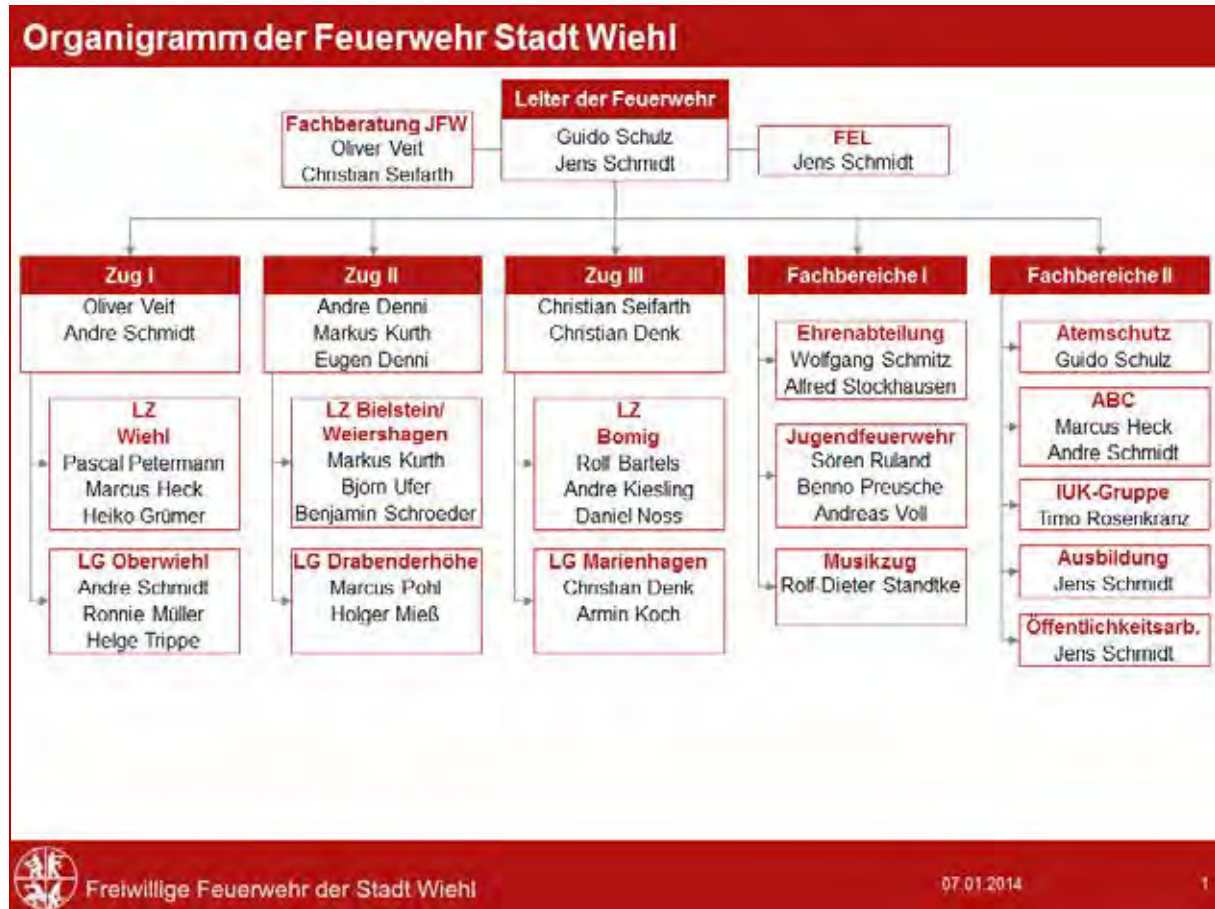 Organigramm der Feuerwehr Stadt Wiehl
Leiter der Feuerwehr
Guido Schulz
Jens Schmidt
Fachberatung JFW
Oliver Veit
Christian Seifarth
FEL
Jens Schmidt
Zug I
Oliver Veit
Andre Schmidt
LZ
Wiehl
Pascal Petermann
Marcus Heck
Heiko Grümer
LG Oberwiehl
Andre Schmidt
Ronnie Müller
Helge Trippe
Zug II
Andre Denni
Markus Kurth
Eugen Denni
LZ Bielstein/
Weiershagen
Markus Kurth
Björn Ufer
Benjamin Schroeder
LG Drabenderhöhe
Marcus Pohl
Holger Mieß
Zug III
Christian Seifarth
Christian Denk
LZ
Bomig
Rolf Bartels
Andre Kiesling
Daniel Noss
LG Marienhagen
Christian Denk
Armin Koch
Fachbereiche I
Ehrenabteilung
Wolfgang Schmitz
Alfred Stockhausen
Jugendfeuerwehr
Sören Ruland
Benno Preusche
Andreas Voll
Musikzug
Rolf Dieter Standtke
Fachbereiche II
Atemschutz
Guido Schulz
ABC
Marcus Heck
Andre Schmidt
IUK-Gruppe
Timo Rosenkranz
Ausbildung
Jens Schmidt
Öffentlichkeitsarb.
Jens Schmidt
Freiwillige Feuerwehr der Stadt Wiehl
07.01.2014
1